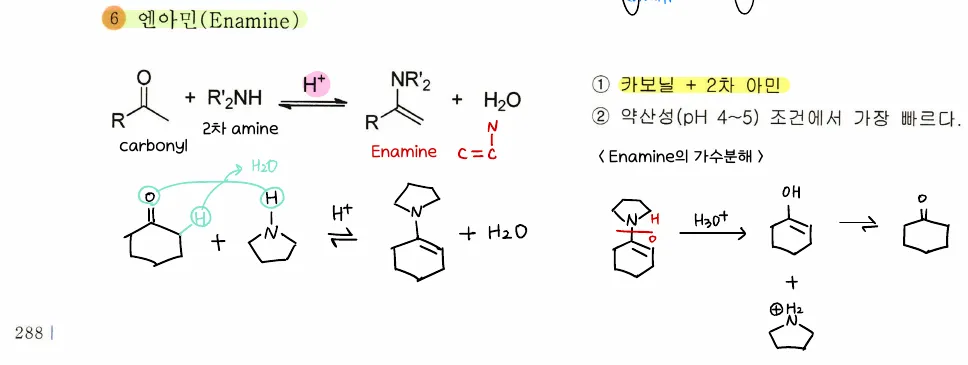 6 엔아민(Enamine)
O
R
carbonyl
+ R'2NH
2차 amine
H+
NR'2
R
Enamine
+ H2O
N
C=C
① 카보닐 + 2차 아민
② 약산성(pH 4~5) 조건에서 가장 빠르다.
< Enamine의 가수분해 >
H2O
O
H
+
H
N
H+
N
+ H2O
N H
O
H3O+
OH
+
⊕ H2
N
O
288 |